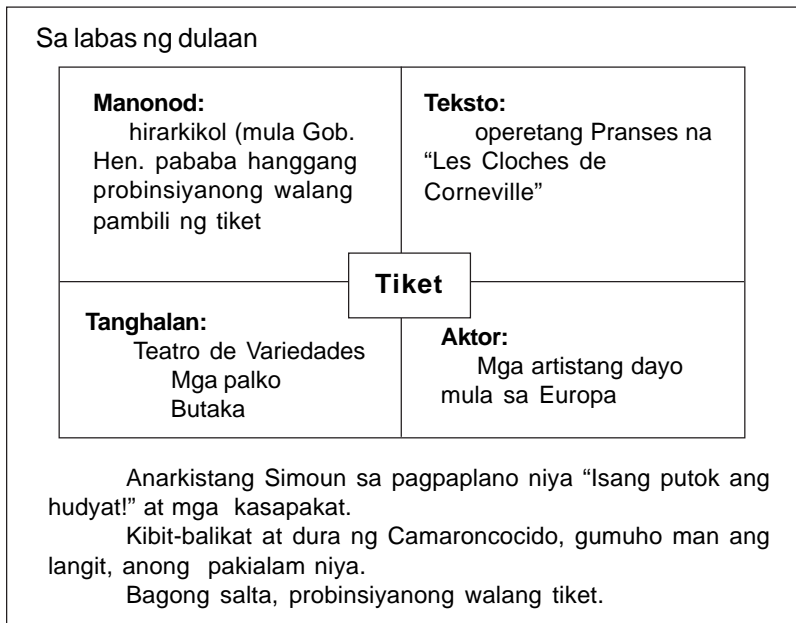 Sa labas ng dulaan
Manonod:
hirarkikol (mula Gob.
Hen. pababa hanggang
probinsiyanong walang
pambili ng tiket
Teksto:
operetang Pranses na
“Les Cloches de
Corneville”
Tiket
Tanghalan:
Teatro de Variedades
Mga palko
Butaka
Aktor:
Mga artistang dayo
mula sa Europa
Anarkistang Simoun sa pagpaplano niya “Isang putok ang
hudyat!” at mga kasapakat.
Kibit-balikat at dura ng Camaroncocido, gumuho man ang
langit, anong pakialam niya.
Bagong salta, probinsiyanong walang tiket.